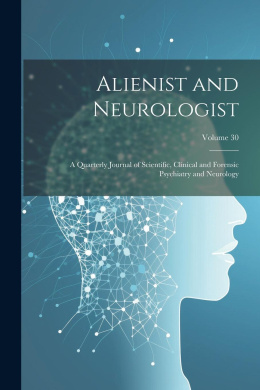 Alienist and
Neurologist
Volume 30
A Quarterly Journal of Scientific, Clinical and Forensic
Psychiatry and Neurology